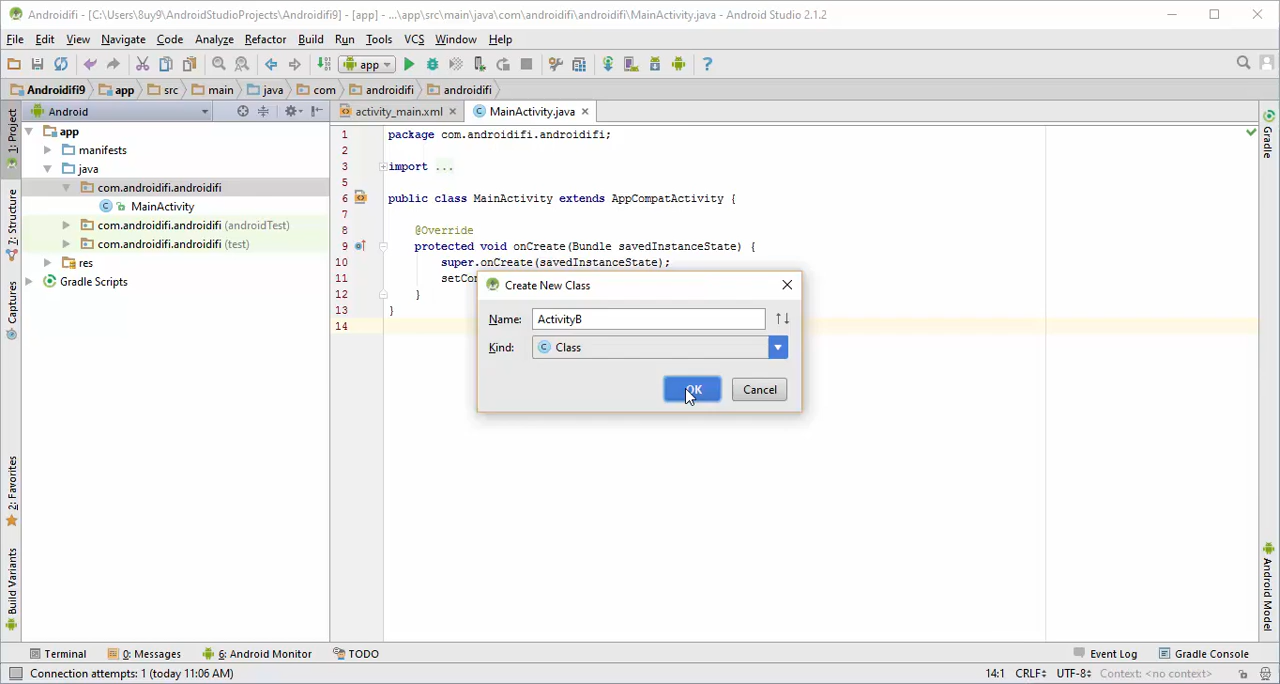 Androidifi - [C:\Users\8uy9\AndroidStudioProjects\Androidifi9] - [app] - ...\app\src\main\java\com\androidifi\androidifi\MainActivity.java - Android Studio 2.1.2
File Edit View Navigate Code Analyze Refactor Build Run Tools VCS Window Help
app
Androidifi9 app src main java com androidifi androidifi
1: Project
Android
activity_main.xml
MainActivity.java
Gradle
app
manifests
java
com.androidifi.androidifi
MainActivity
com.androidifi.androidifi (androidTest)
com.androidifi.androidifi (test)
res
Gradle Scripts
7: Structure
Captures
2: Favorites
Build Variants
1 package com.androidifi.androidifi;
2
3 import ...
5
6 public class MainActivity extends AppCompatActivity {
7
8 @Override
9 protected void onCreate(Bundle savedInstanceState) {
10 super.onCreate(savedInstanceState);
11 setCon
12 }
13 }
14
Create New Class
Name: ActivityB
Kind: Class
OK Cancel
Android Model
Terminal 0: Messages 6: Android Monitor TODO Event Log Gradle Console
Connection attempts: 1 (today 11:06 AM) 14:1 CRLF UTF-8 Context: <no context>